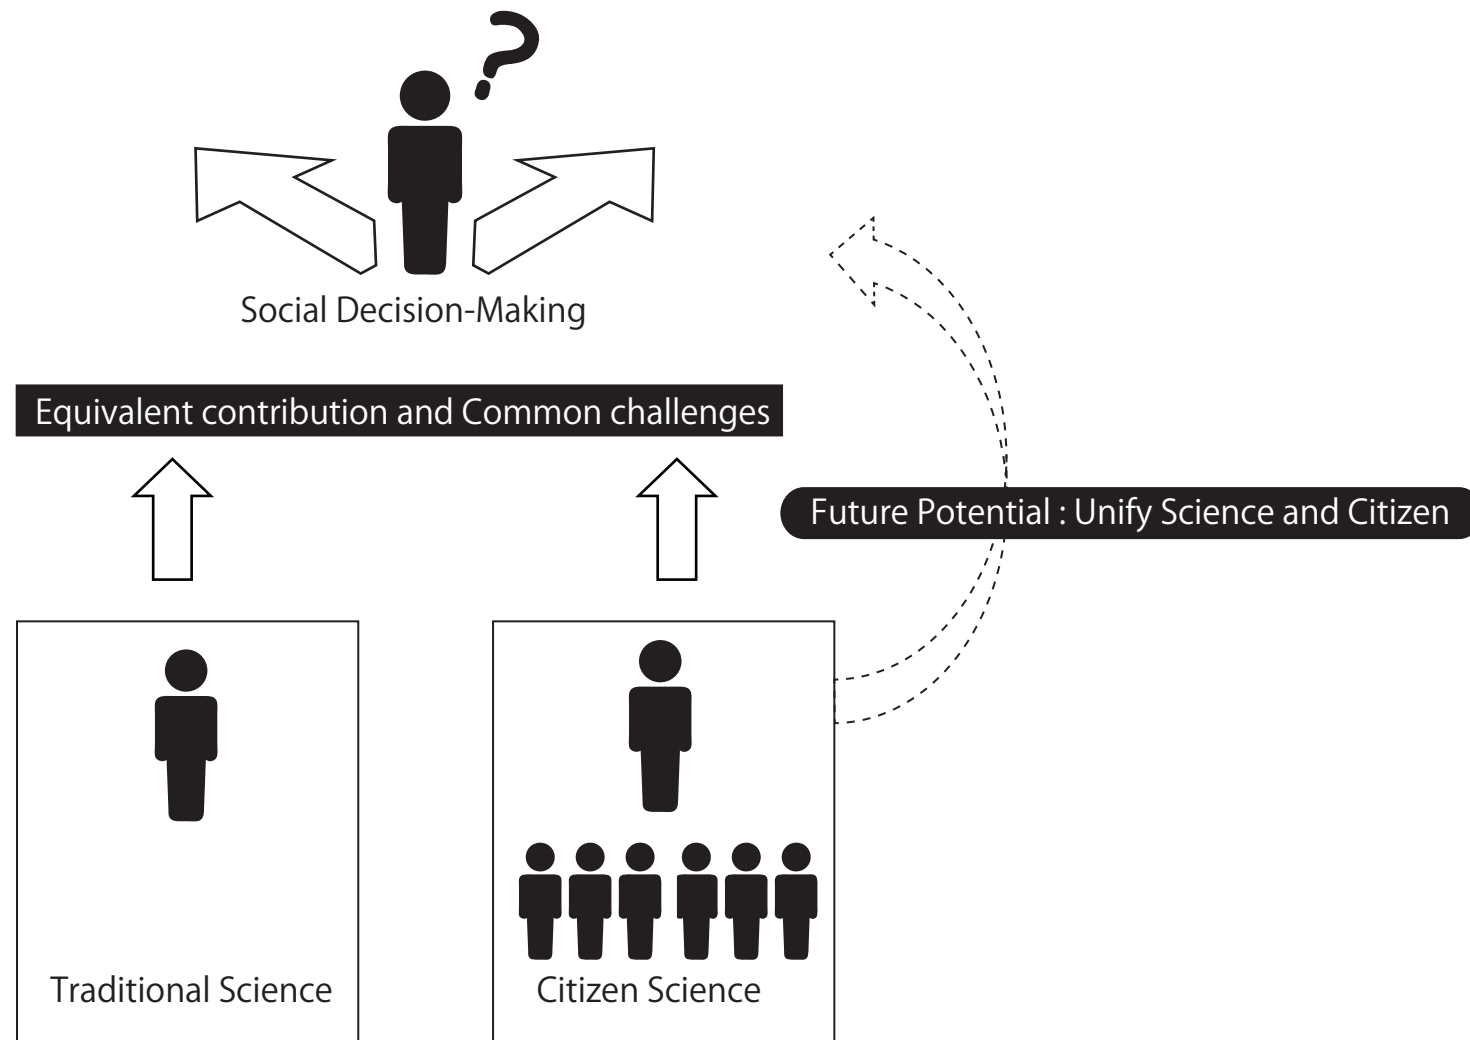 ?
Social Decision-Making
Equivalent contribution and Common challenges
Future Potential : Unify Science and Citizen
Traditional Science
Citizen Science